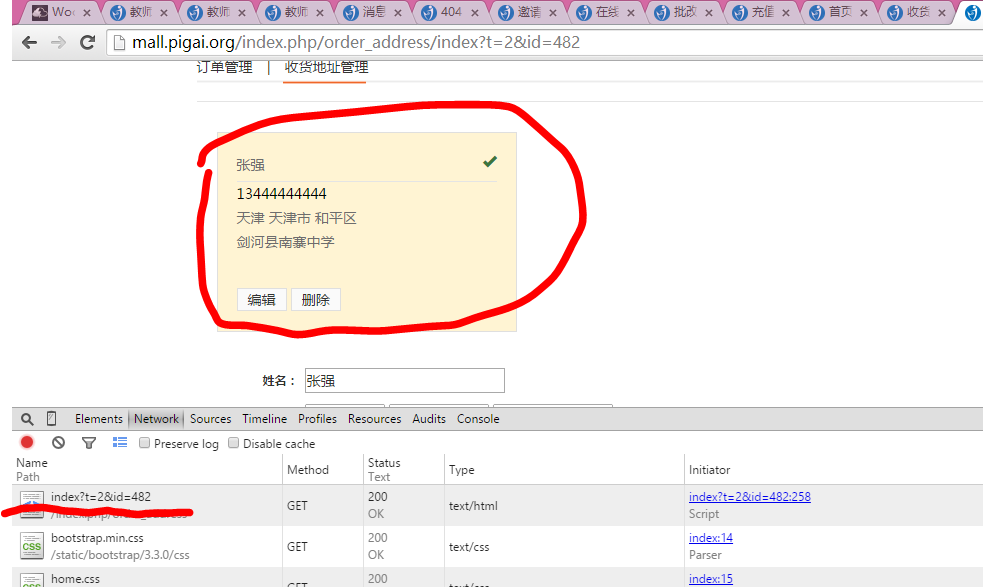 Wo
教师
教师
教师
消息
404
邀请
在线
批改
充值
首页
收货
mall.pigai.org/index.php/order_address/index?t=2&id=482
订单管理 | 收货地址管理
张强
13444444444
天津 天津市 和平区
剑河县南寨中学
编辑 删除
姓名： 张强
Elements Network Sources Timeline Profiles Resources Audits Console
Preserve log Disable cache
Name Method Status Type Initiator
Path Text
index?t=2&id=482 GET 200 text/html index?t=2&id=482:258
/index.php/order_address OK Script
bootstrap.min.css GET 200 text/css index:14
/static/bootstrap/3.3.0/css OK Parser
home.css GET 200 text/css index:15